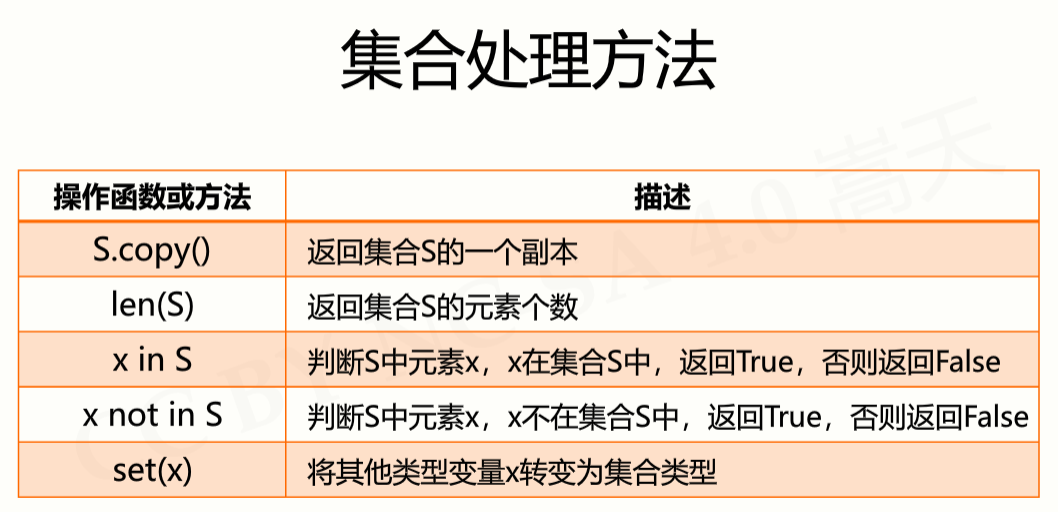 集合处理方法
操作函数或方法 描述
S.copy() 返回集合S的一个副本
len(S) 返回集合S的元素个数
x in S 判断S中元素x，x在集合S中，返回True，否则返回False
x not in S 判断S中元素x，x不在集合S中，返回True，否则返回False
set(x) 将其他类型变量x转变为集合类型
CC BY NC SA 4.0 嵩天